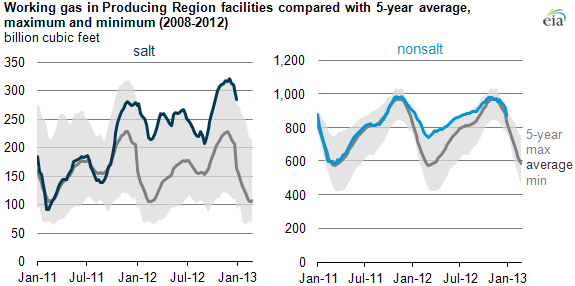 Working gas in Producing Region facilities compared with 5-year average,
maximum and minimum (2008-2012)
billion cubic feet
eia
salt
350
300
250
200
150
100
50
0
Jan-11 Jul-11 Jan-12 Jul-12 Jan-13
nonsalt
1,200
1,000
800
600
400
200
0
Jan-11 Jul-11 Jan-12 Jul-12 Jan-13
5-year
max
average
min